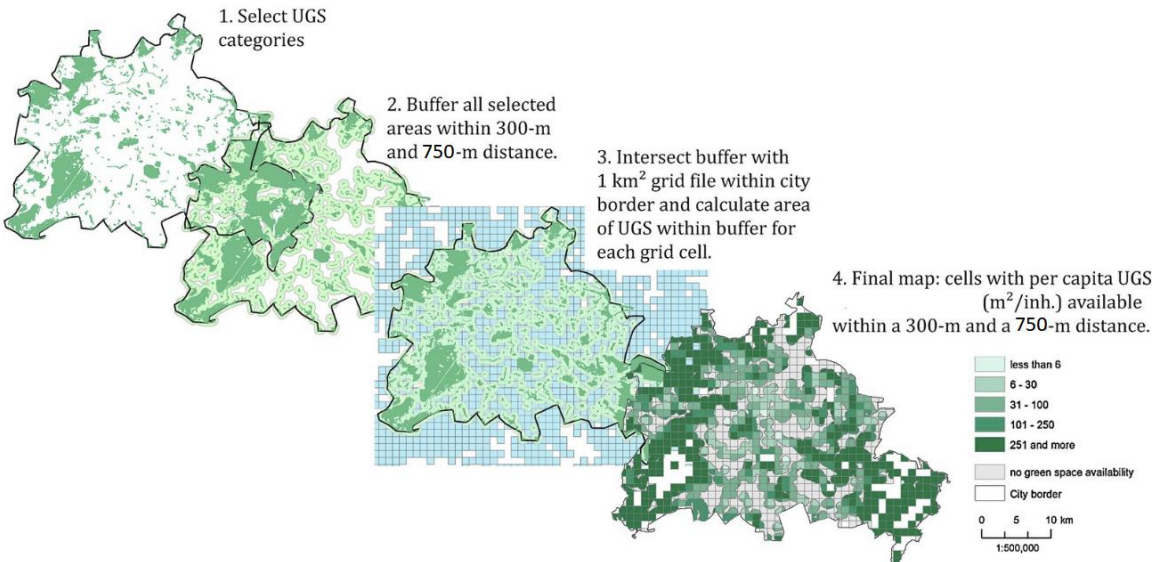 1. Select UGS
categories
2. Buffer all selected
areas within 300-m
and 750-m distance.
3. Intersect buffer with
1 km² grid file within city
border and calculate area
of UGS within buffer for
each grid cell.
4. Final map: cells with per capita UGS
(m²/inh.) available
within a 300-m and a 750-m distance.
less than 6
6 - 30
31 - 100
101 - 250
251 and more
no green space availability
City border
0 5 10 km
1:500,000